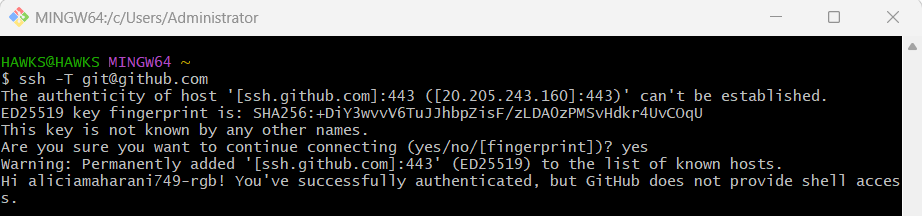 MINGW64:/c/Users/Administrator
HAWKS@HAWKS MINGW64 ~
$ ssh -T git@github.com
The authenticity of host '[ssh.github.com]:443 ([20.205.243.160]:443)' can't be established.
ED25519 key fingerprint is: SHA256:+DiY3wvvV6TuJJhbpZisF/zLDA0zPMSvHdkr4UvCOqU
This key is not known by any other names.
Are you sure you want to continue connecting (yes/no/[fingerprint])? yes
Warning: Permanently added '[ssh.github.com]:443' (ED25519) to the list of known hosts.
Hi aliciamaharani749-rgb! You've successfully authenticated, but GitHub does not provide shell acces
s.